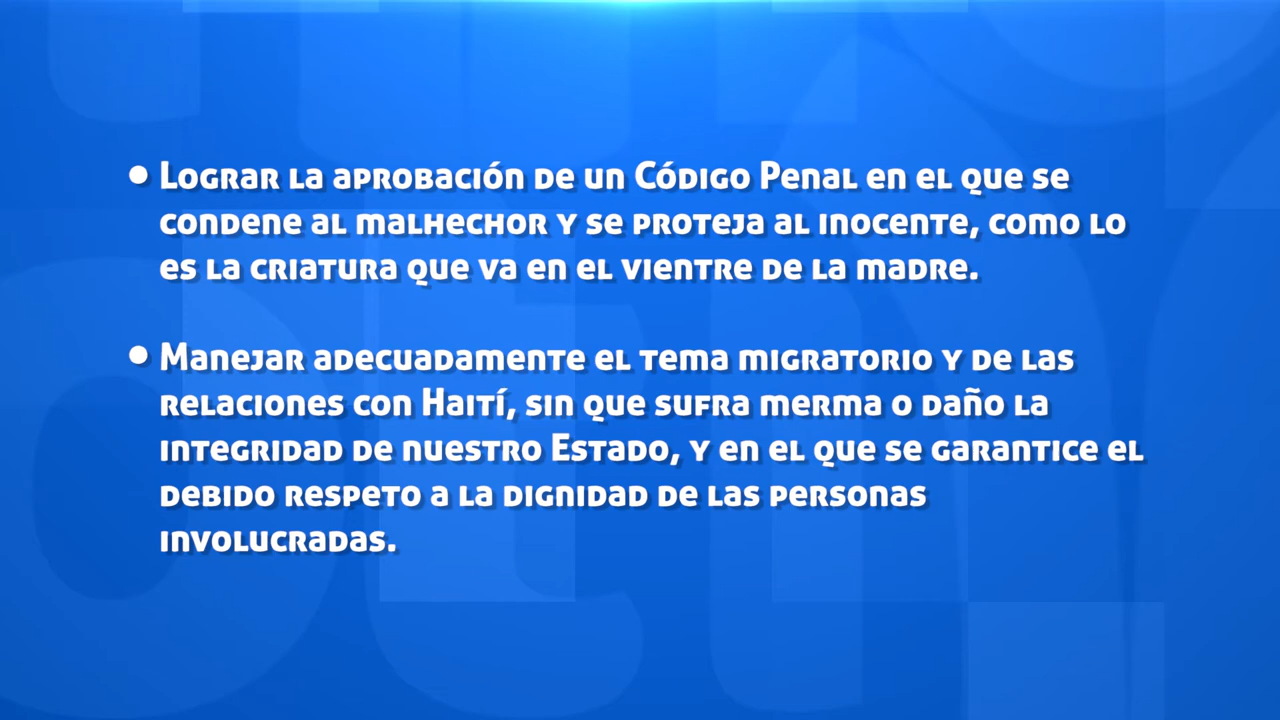 • Lograr la aprobación de un Código Penal en el que se
condene al malhechor y se proteja al inocente, como lo
es la criatura que va en el vientre de la madre.
• Manejar adecuadamente el tema migratorio y de las
relaciones con Haití, sin que sufra merma o daño la
integridad de nuestro Estado, y en el que se garantice el
debido respeto a la dignidad de las personas
involucradas.